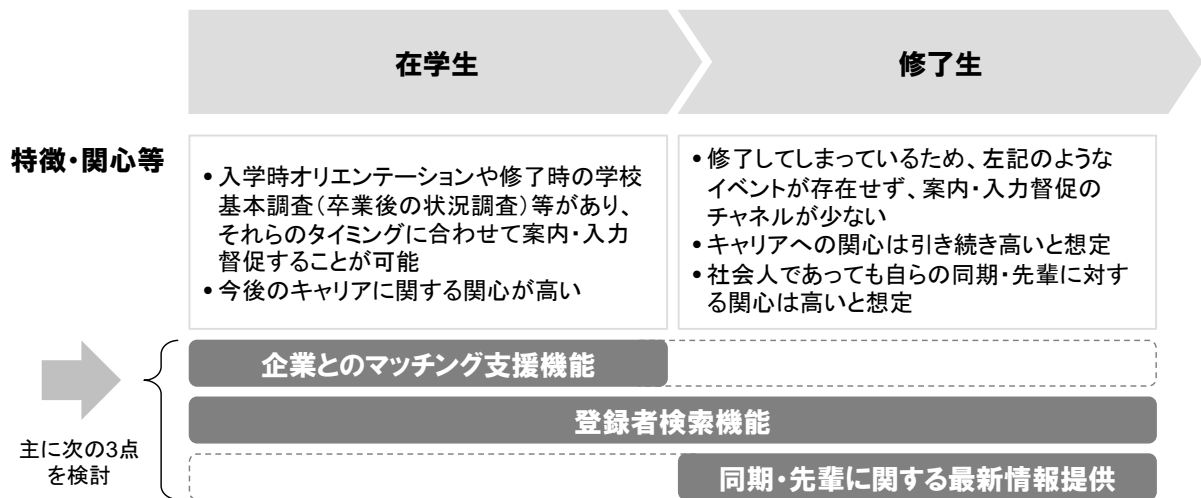 在学生
修了生
特徴・関心等
• 入学時オリエンテーションや修了時の学校
基本調査(卒業後の状況調査)等があり、
それらのタイミングに合わせて案内・入力
督促することが可能
• 今後のキャリアに関する関心が高い
• 修了してしまっているため、左記のような
イベントが存在せず、案内・入力督促の
チャネルが少ない
• キャリアへの関心は引き続き高いと想定
• 社会人であっても自らの同期・先輩に対す
る関心は高いと想定
主に次の3点
を検討
企業とのマッチング支援機能
登録者検索機能
同期・先輩に関する最新情報提供